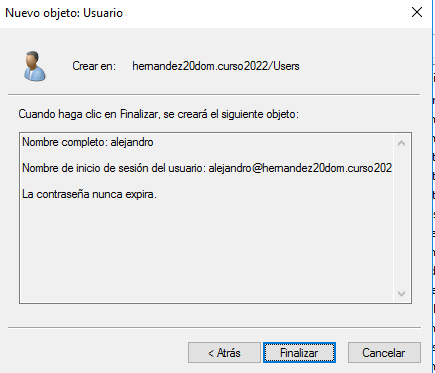 Nuevo objeto: Usuario
Crear en: hernandez20dom.curso2022/Users
Cuando haga clic en Finalizar, se creará el siguiente objeto:
Nombre completo: alejandro
Nombre de inicio de sesión del usuario: alejandro@hernandez20dom.curso202
La contraseña nunca expira.
< Atrás Finalizar Cancelar